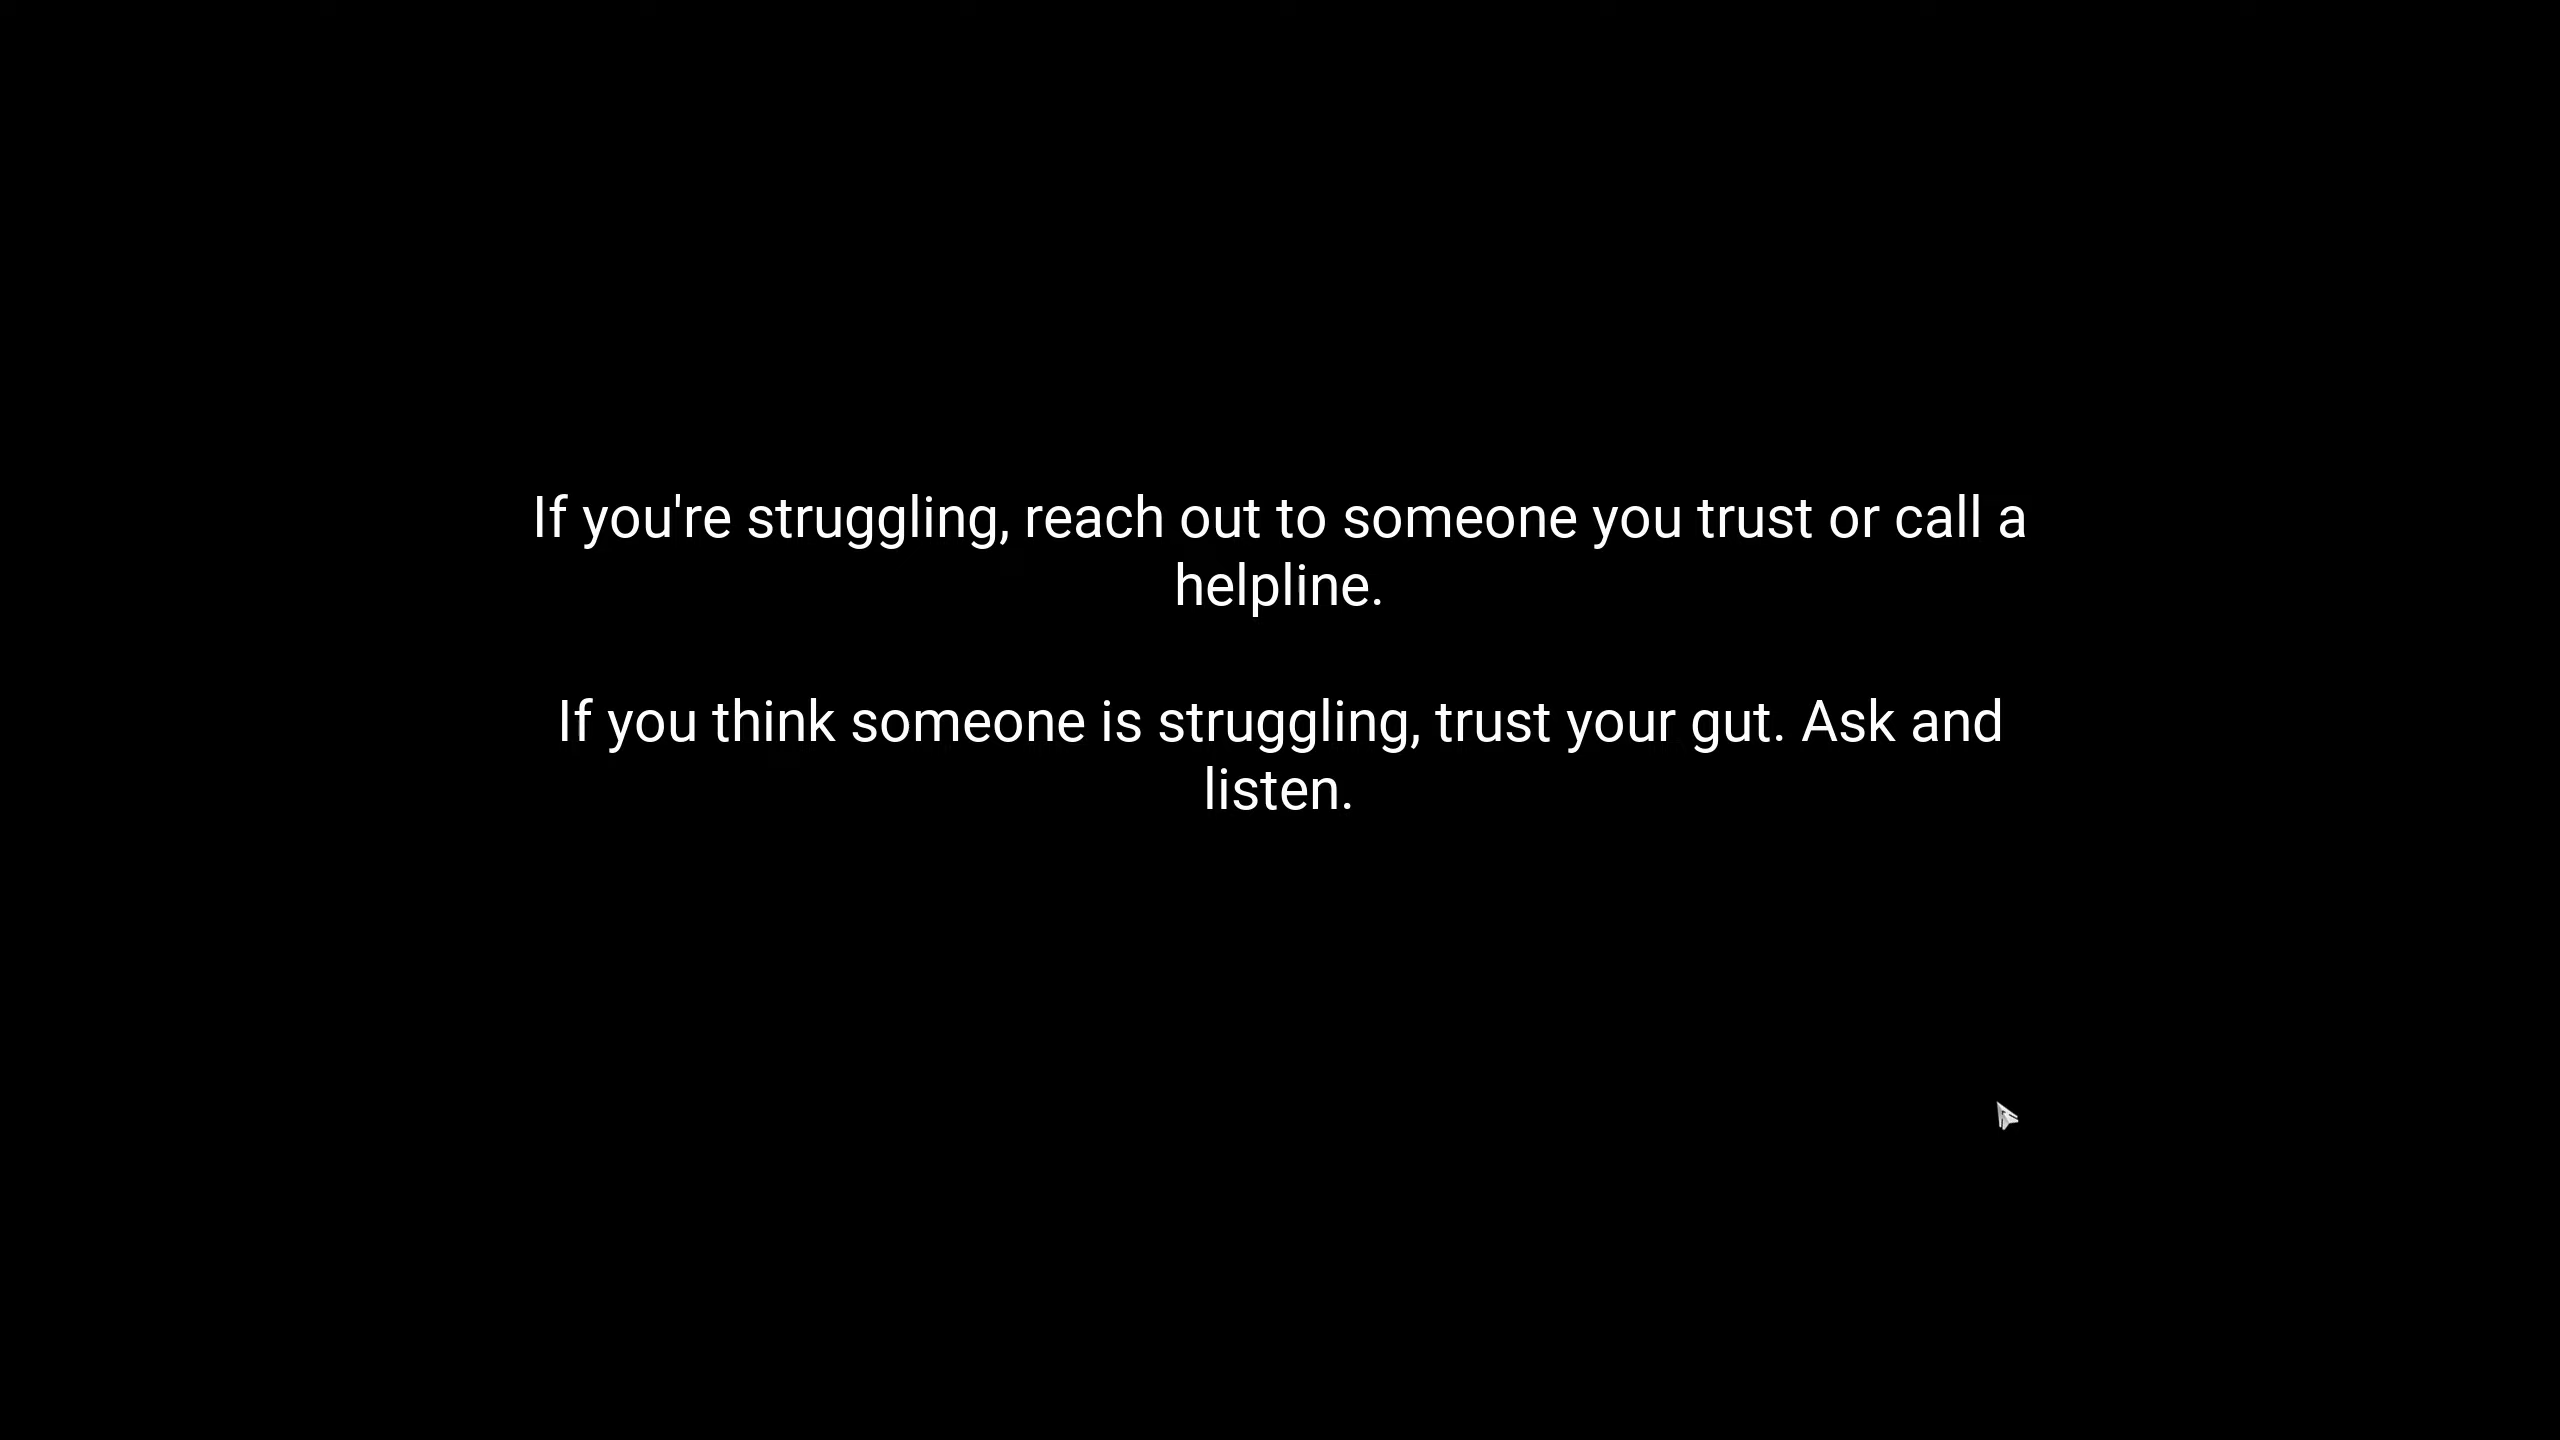 If you're struggling, reach out to someone you trust or call a
helpline.
If you think someone is struggling, trust your gut. Ask and
listen.